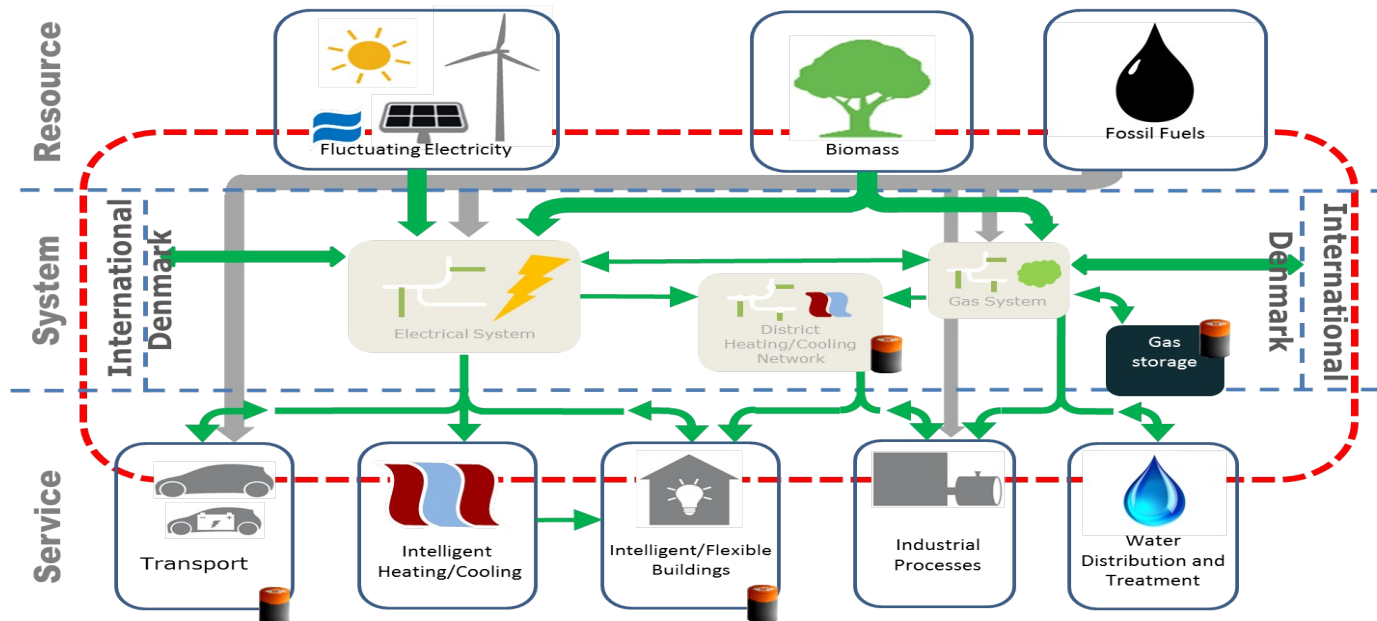 Resource
Fluctuating Electricity
Biomass
Fossil Fuels
System
International
Denmark
Electrical System
District
Heating/Cooling
Network
Gas System
Gas
storage
Denmark
International
Service
Transport
Intelligent
Heating/Cooling
Intelligent/Flexible
Buildings
Industrial
Processes
Water
Distribution and
Treatment